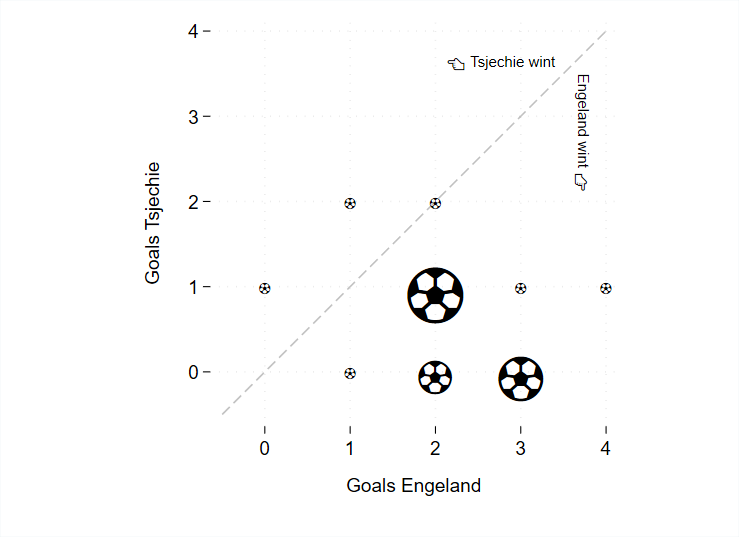 4
Tsjechie wint
Engeland wint
3
2
1
0
Goals Tsjechie
0 1 2 3 4
Goals Engeland